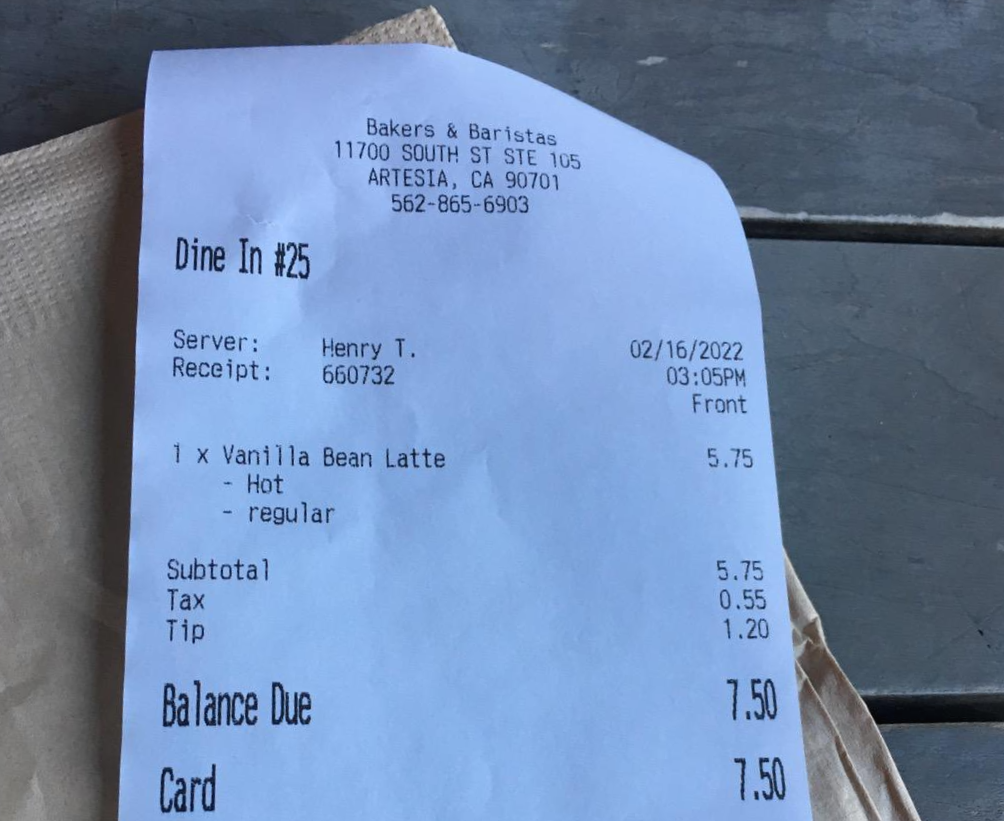 Bakers & Baristas
11700 SOUTH ST STE 105
ARTESIA, CA 90701
562-865-6903
Dine In #25
Server: Henry T. 02/16/2022
Receipt: 660732 03:05PM
Front
1 x Vanilla Bean Latte 5.75
- Hot
- regular
Subtotal 5.75
Tax 0.55
Tip 1.20
Balance Due 7.50
Card 7.50